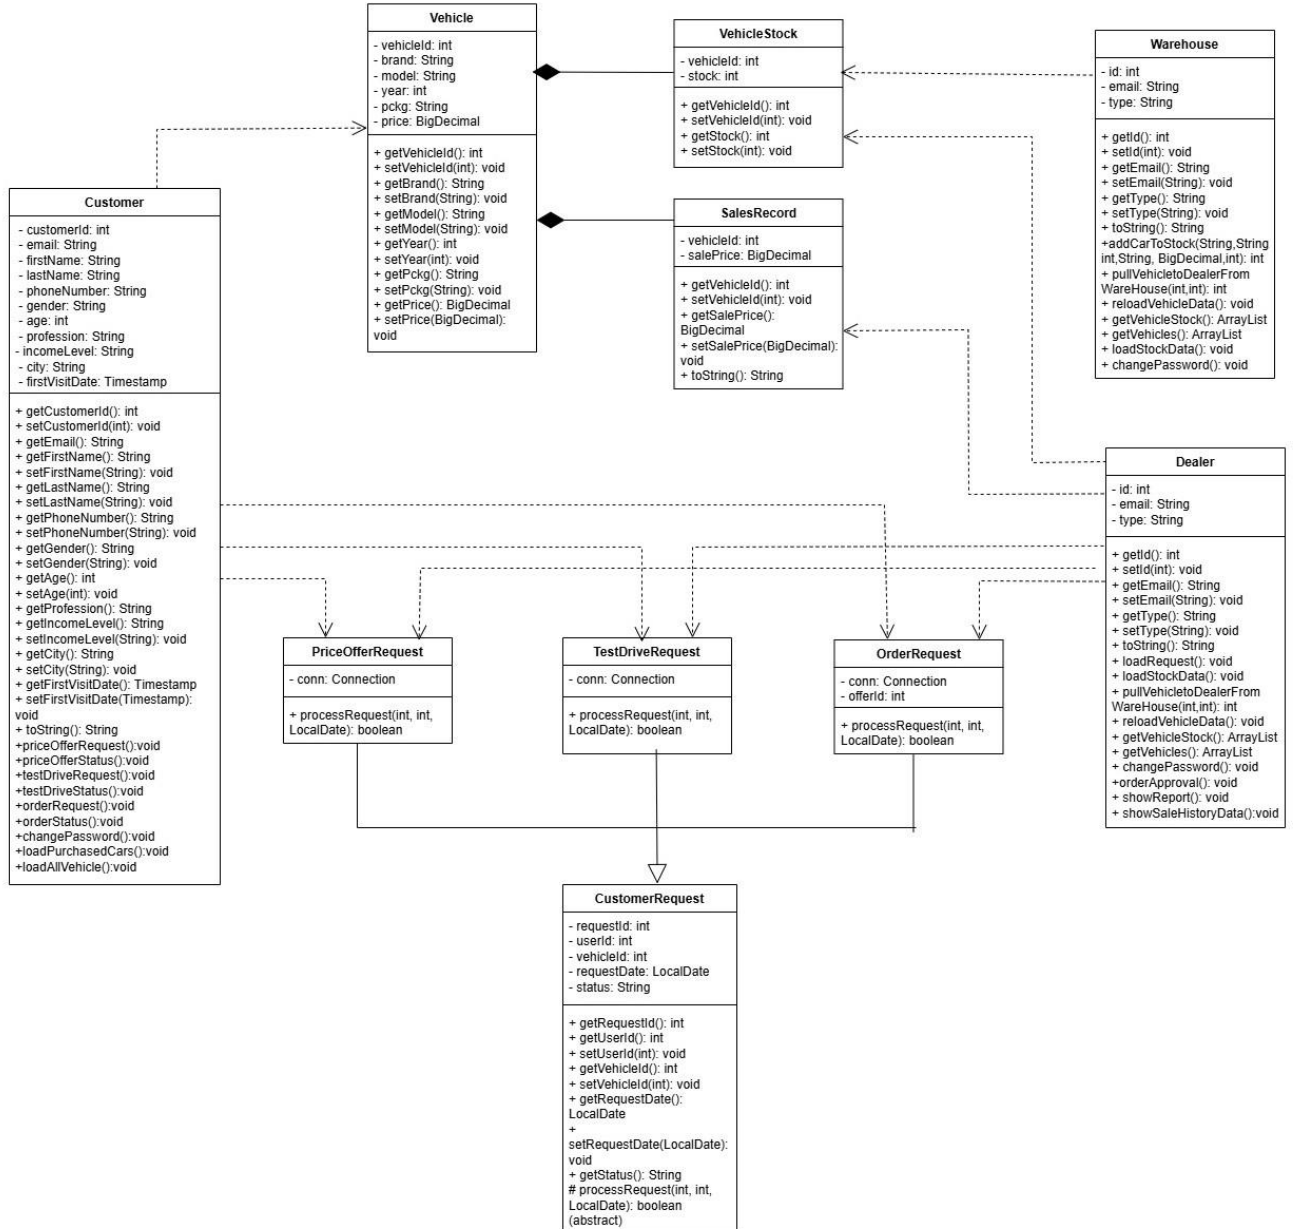 Vehicle
- vehicleId: int
- brand: String
- model: String
- year: int
- pckg: String
- price: BigDecimal
+ getVehicleId(): int
+ setVehicleId(int): void
+ getBrand(): String
+ setBrand(String): void
+ getModel(): String
+ setModel(String): void
+ getYear(): int
+ setYear(int): void
+ getPckg(): String
+ setPckg(String): void
+ getPrice(): BigDecimal
+ setPrice(BigDecimal):
void
VehicleStock
- vehicleId: int
- stock: int
+ getVehicleId(): int
+ setVehicleId(int): void
+ getStock(): int
+ setStock(int): void
Warehouse
- id: int
- email: String
- type: String
+ getId(): int
+ setId(int): void
+ getEmail(): String
+ setEmail(String): void
+ getType(): String
+ setType(String): void
+ toString(): String
+addCarToStock(String,String
int,String, BigDecimal,int): int
+ pullVehicletoDealerFrom
WareHouse(int,int): int
+ reloadVehicleData(): void
+ getVehicleStock(): ArrayList
+ getVehicles(): ArrayList
+ loadStockData(): void
+ changePassword(): void
Customer
- customerId: int
- email: String
- firstName: String
- lastName: String
- phoneNumber: String
- gender: String
- age: int
- profession: String
- incomeLevel: String
- city: String
- firstVisitDate: Timestamp
+ getCustomerId(): int
+ setCustomerId(int): void
+ getEmail(): String
+ getFirstName(): String
+ setFirstName(String): void
+ getLastName(): String
+ setLastName(String): void
+ getPhoneNumber(): String
+ setPhoneNumber(String): void
+ getGender(): String
+ setGender(String): void
+ getAge(): int
+ setAge(int): void
+ getProfession(): String
+ getIncomeLevel(): String
+ setIncomeLevel(String): void
+ getCity(): String
+ setCity(String): void
+ getFirstVisitDate(): Timestamp
+ setFirstVisitDate(Timestamp):
void
+ toString(): String
+priceOfferRequest():void
+priceOfferStatus():void
+testDriveRequest():void
+testDriveStatus():void
+orderRequest():void
+orderStatus():void
+changePassword():void
+loadPurchasedCars():void
+loadAllVehicle():void
SalesRecord
- vehicleId: int
- salePrice: BigDecimal
+ getVehicleId(): int
+ setVehicleId(int): void
+ getSalePrice():
BigDecimal
+ setSalePrice(BigDecimal):
void
+ toString(): String
Dealer
- id: int
- email: String
- type: String
+ getId(): int
+ setId(int): void
+ getEmail(): String
+ setEmail(String): void
+ getType(): String
+ setType(String): void
+ toString(): String
+ loadRequest(): void
+ loadStockData(): void
+ pullVehicletoDealerFrom
WareHouse(int,int): int
+ reloadVehicleData(): void
+ getVehicleStock(): ArrayList
+ getVehicles(): ArrayList
+ changePassword(): void
+orderApproval(): void
+ showReport(): void
+ showSaleHistoryData():void
PriceOfferRequest
- conn: Connection
+ processRequest(int, int,
LocalDate): boolean
TestDriveRequest
- conn: Connection
+ processRequest(int, int,
LocalDate): boolean
OrderRequest
- conn: Connection
- offerId: int
+ processRequest(int, int,
LocalDate): boolean
CustomerRequest
- requestId: int
- userId: int
- vehicleId: int
- requestDate: LocalDate
- status: String
+ getRequestId(): int
+ getUserId(): int
+ setUserId(int): void
+ getVehicleId(): int
+ setVehicleId(int): void
+ getRequestDate():
LocalDate
+
setRequestDate(LocalDate):
void
+ getStatus(): String
# processRequest(int, int,
LocalDate): boolean
(abstract)